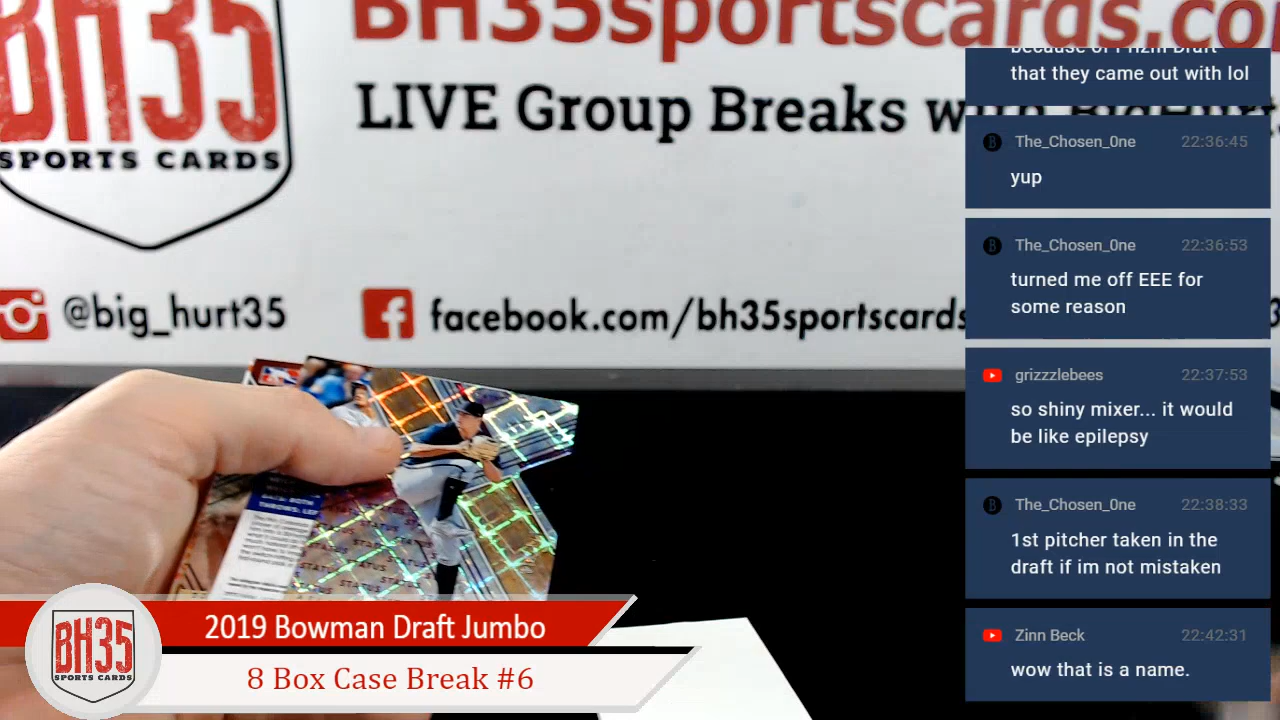 BH35
SPORTS CARDS
BH35sportscards.co
LIVE Group Breaks
@big_hurt35
facebook.com/bh35sportscards
that they came out with lol
The_Chosen_0ne 22:36:45
yup
The_Chosen_0ne 22:36:53
turned me off EEE for
some reason
grizzzlebees 22:37:53
so shiny mixer... it would
be like epilepsy
The_Chosen_0ne 22:38:33
1st pitcher taken in the
draft if im not mistaken
Zinn Beck 22:42:31
wow that is a name.
STATUS
BH35
SPORTS CARDS
2019 Bowman Draft Jumbo
8 Box Case Break #6